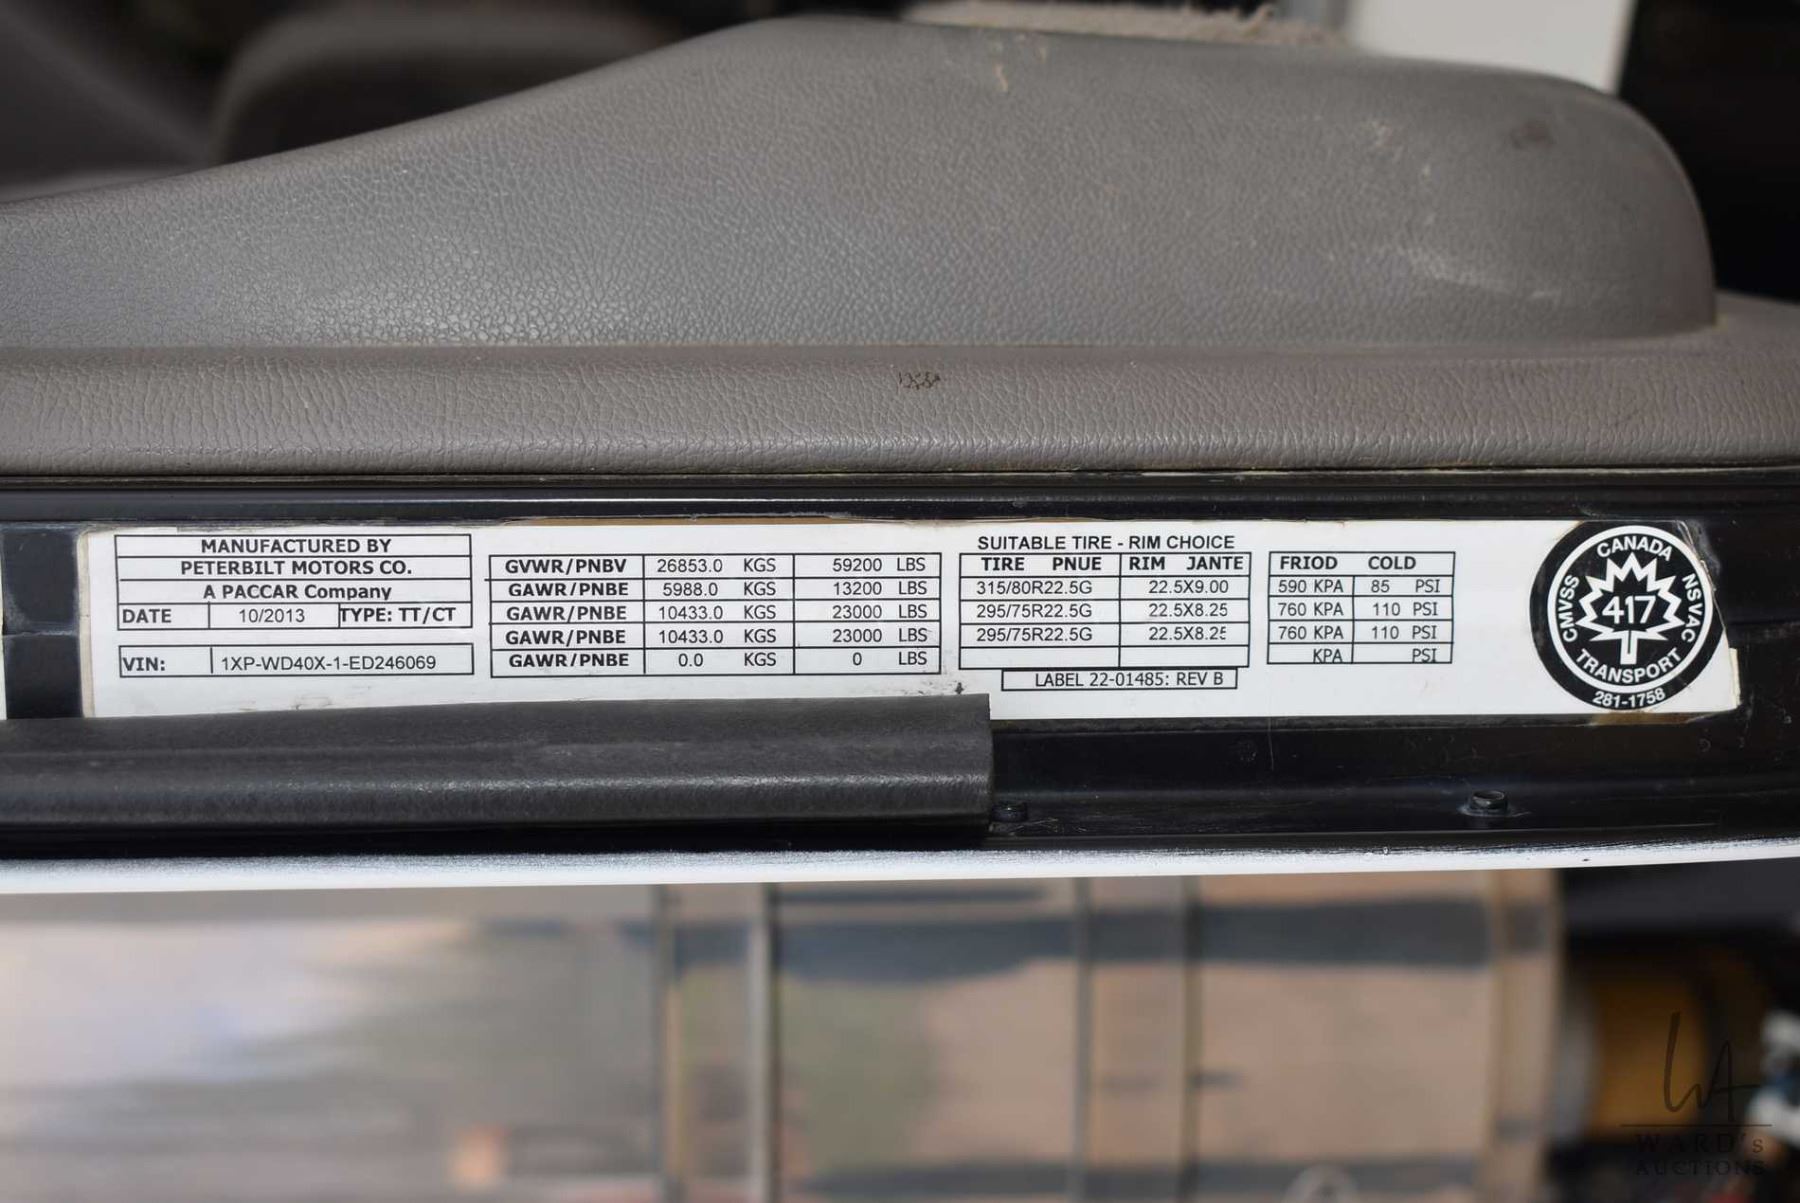 MANUFACTURED BY
PETERBILT MOTORS CO.
A PACCAR Company
DATE 10/2013 TYPE: TT/CT
VIN: 1XP-WD40X-1-ED246069
GVWR/PNBV 26853.0 KGS 59200 LBS
GAWR/PNBE 5988.0 KGS 13200 LBS
GAWR/PNBE 10433.0 KGS 23000 LBS
GAWR/PNBE 10433.0 KGS 23000 LBS
GAWR/PNBE 0.0 KGS 0 LBS
SUITABLE TIRE - RIM CHOICE
TIRE PNUE RIM JANTE
315/80R22.5G 22.5X9.00
295/75R22.5G 22.5X8.25
295/75R22.5G 22.5X8.25
LABEL 22-01485: REV B
FRIOD COLD
590 KPA 85 PSI
760 KPA 110 PSI
760 KPA 110 PSI
KPA PSI
CANADA
CMVSS
417
NSVAC
TRANSPORT
281-1758
WA
WARD'S
AUCTIONS